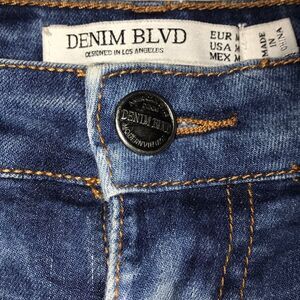 DENIM BLVD
DESIGNED IN LOS ANGELES
EUR
USA
MEX
MADE
IN
CHINA
DENIM BLVD